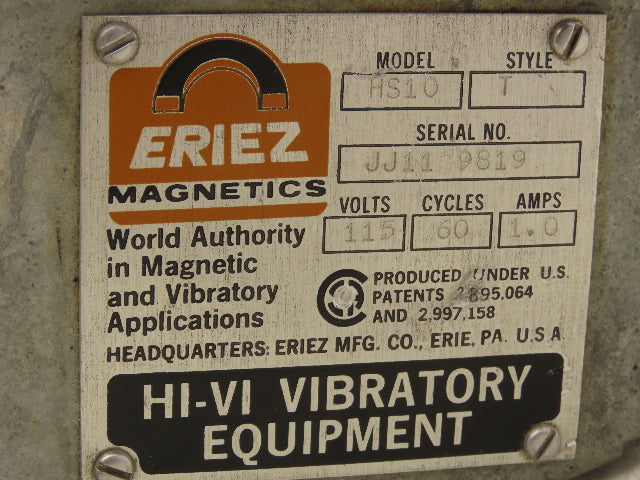 ERIEZ
MAGNETICS
World Authority
in Magnetic
and Vibratory
Applications
MODEL STYLE
HS10 T
SERIAL NO.
JJ11 9819
VOLTS CYCLES AMPS
115 60 1.0
PRODUCED UNDER U.S.
PATENTS 2,895,064
AND 2,997,158
HEADQUARTERS: ERIEZ MFG. CO., ERIE, PA. U.S.A
HI-VI VIBRATORY
EQUIPMENT